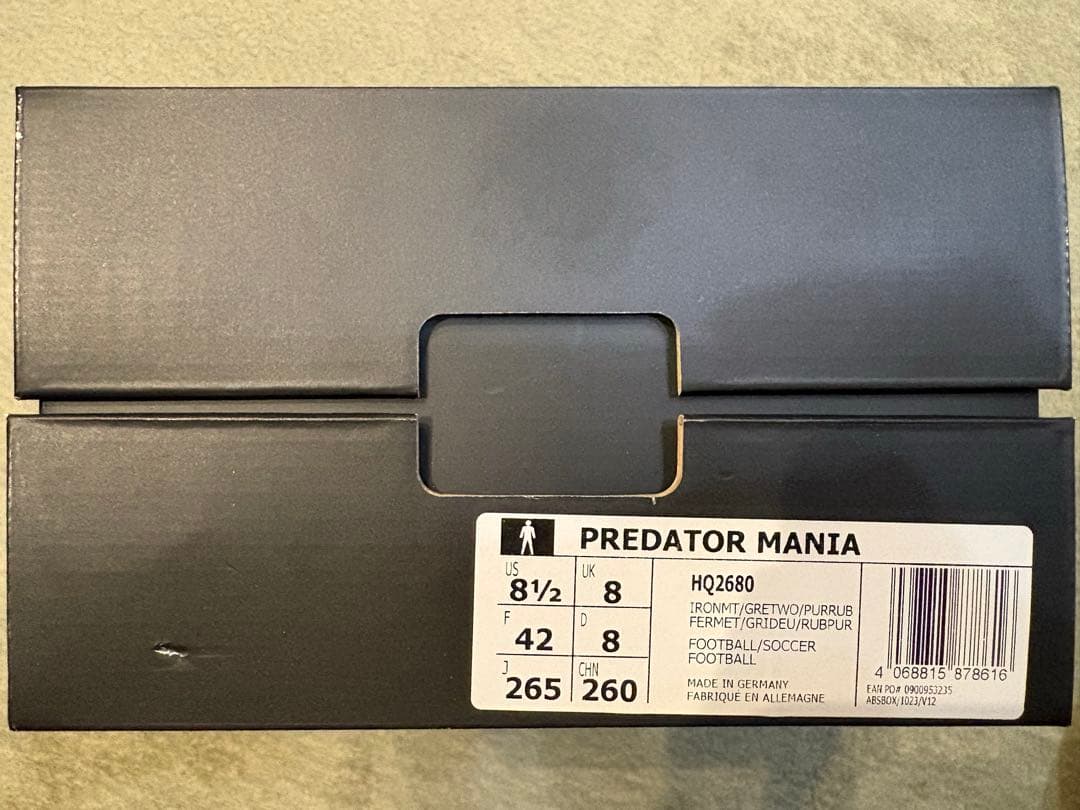 PREDATOR MANIA
US 8½
UK 8
F 42
D 8
J 265
CHN 260
HQ2680
IRONMT/GRETWO/PURRUB
FERMET/GRIDEU/RUBPUR
FOOTBALL/SOCCER
FOOTBALL
MADE IN GERMANY
FABRIQUÉ EN ALLEMAGNE
4 068815 878616
EAN PO# 0900953235
ABSBOX/1023/V12